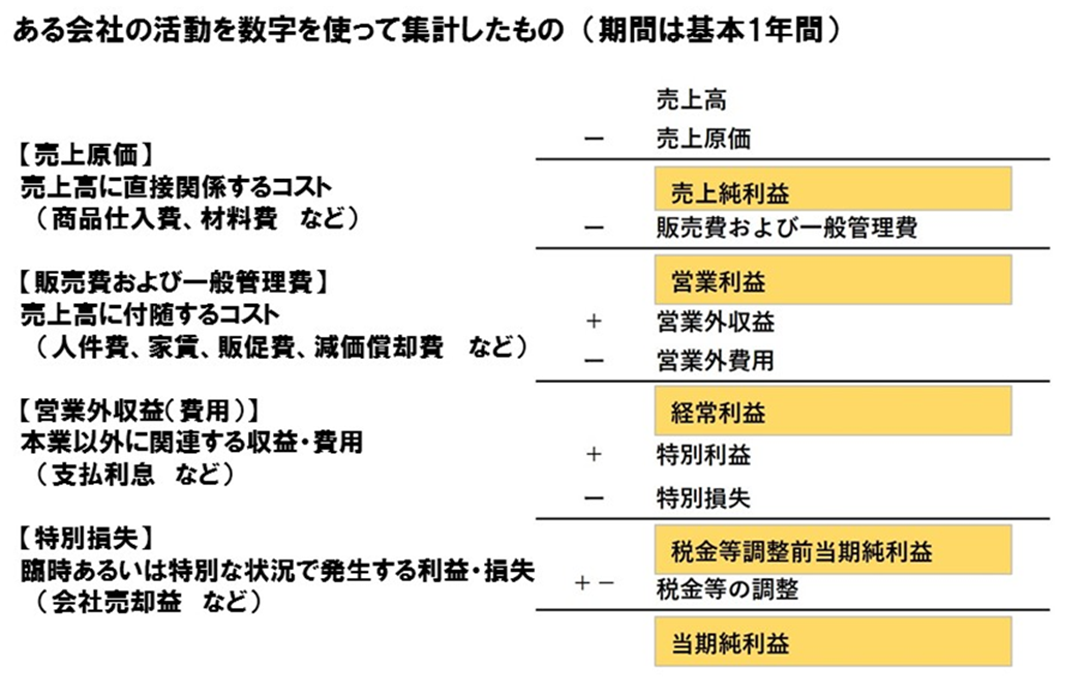 ある会社の活動を数字を使って集計したもの（期間は基本1年間）
【売上原価】
売上高に直接関係するコスト
（商品仕入費、材料費　など）
【販売費および一般管理費】
売上高に付随するコスト
（人件費、家賃、販促費、減価償却費　など）
【営業外収益（費用）】
本業以外に関連する収益・費用
（支払利息　など）
【特別損失】
臨時あるいは特別な状況で発生する利益・損失
（会社売却益　など）
売上高
－　売上原価
売上純利益
－　販売費および一般管理費
営業利益
＋　営業外収益
－　営業外費用
経常利益
＋　特別利益
－　特別損失
税金等調整前当期純利益
＋－　税金等の調整
当期純利益